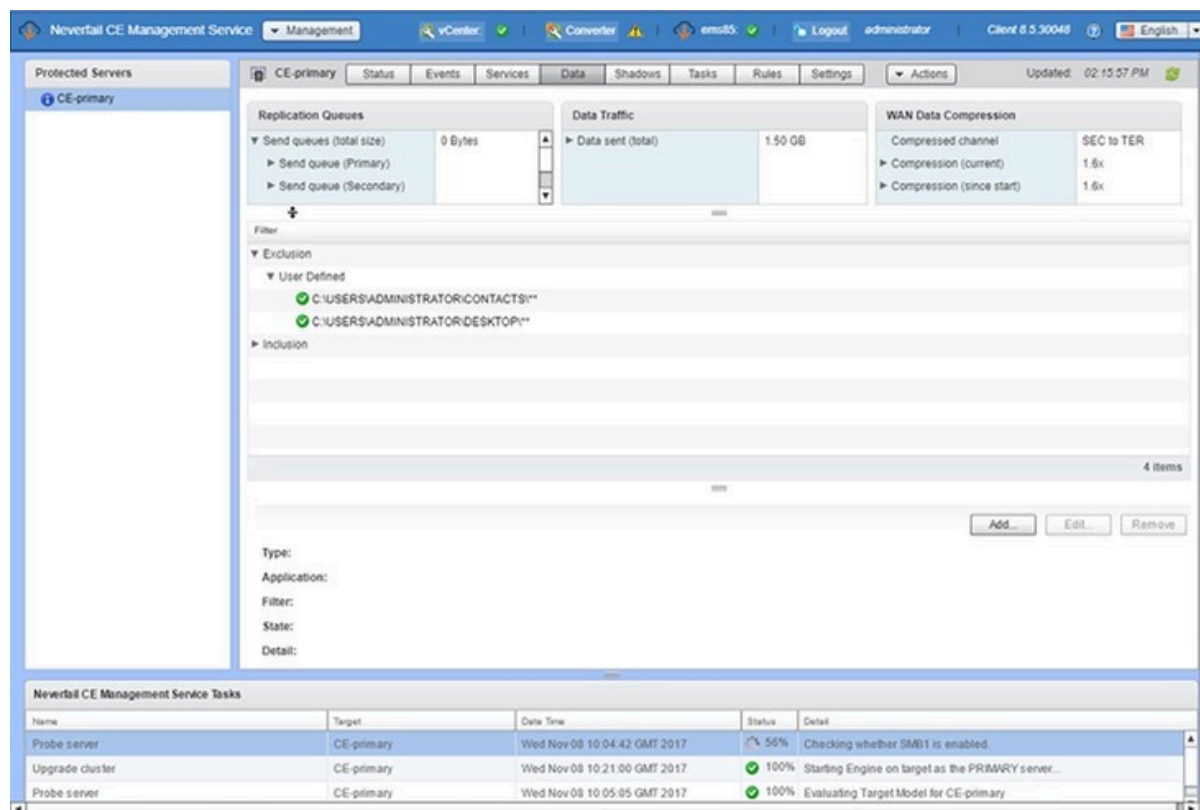 Neverfail CE Management Service Management vCenter: Converter ems85: Logout administrator Client 8.5.30048 English
Protected Servers
CE-primary
CE-primary Status Events Services Data Shadows Tasks Rules Settings Actions Updated: 02:15:57 PM
Replication Queues Data Traffic WAN Data Compression
Send queues (total size) 0 Bytes Data sent (total) 1.50 GB Compressed channel SEC to TER
Send queue (Primary) Compression (current) 1.6x
Send queue (Secondary) Compression (since start) 1.6x
Filter
Exclusion
User Defined
C:\USERS\ADMINISTRATOR\CONTACTS\**
C:\USERS\ADMINISTRATOR\DESKTOP\**
Inclusion
4 items
Add... Edit... Remove
Type:
Application:
Filter:
State:
Detail:
Neverfail CE Management Service Tasks
Name Target Date Time Status Detail
Probe server CE-primary Wed Nov 08 10:04:42 GMT 2017 56% Checking whether SMB1 is enabled.
Upgrade cluster CE-primary Wed Nov 08 10:21:00 GMT 2017 100% Starting Engine on target as the PRIMARY server...
Probe server CE-primary Wed Nov 08 10:05:05 GMT 2017 100% Evaluating Target Model for CE-primary